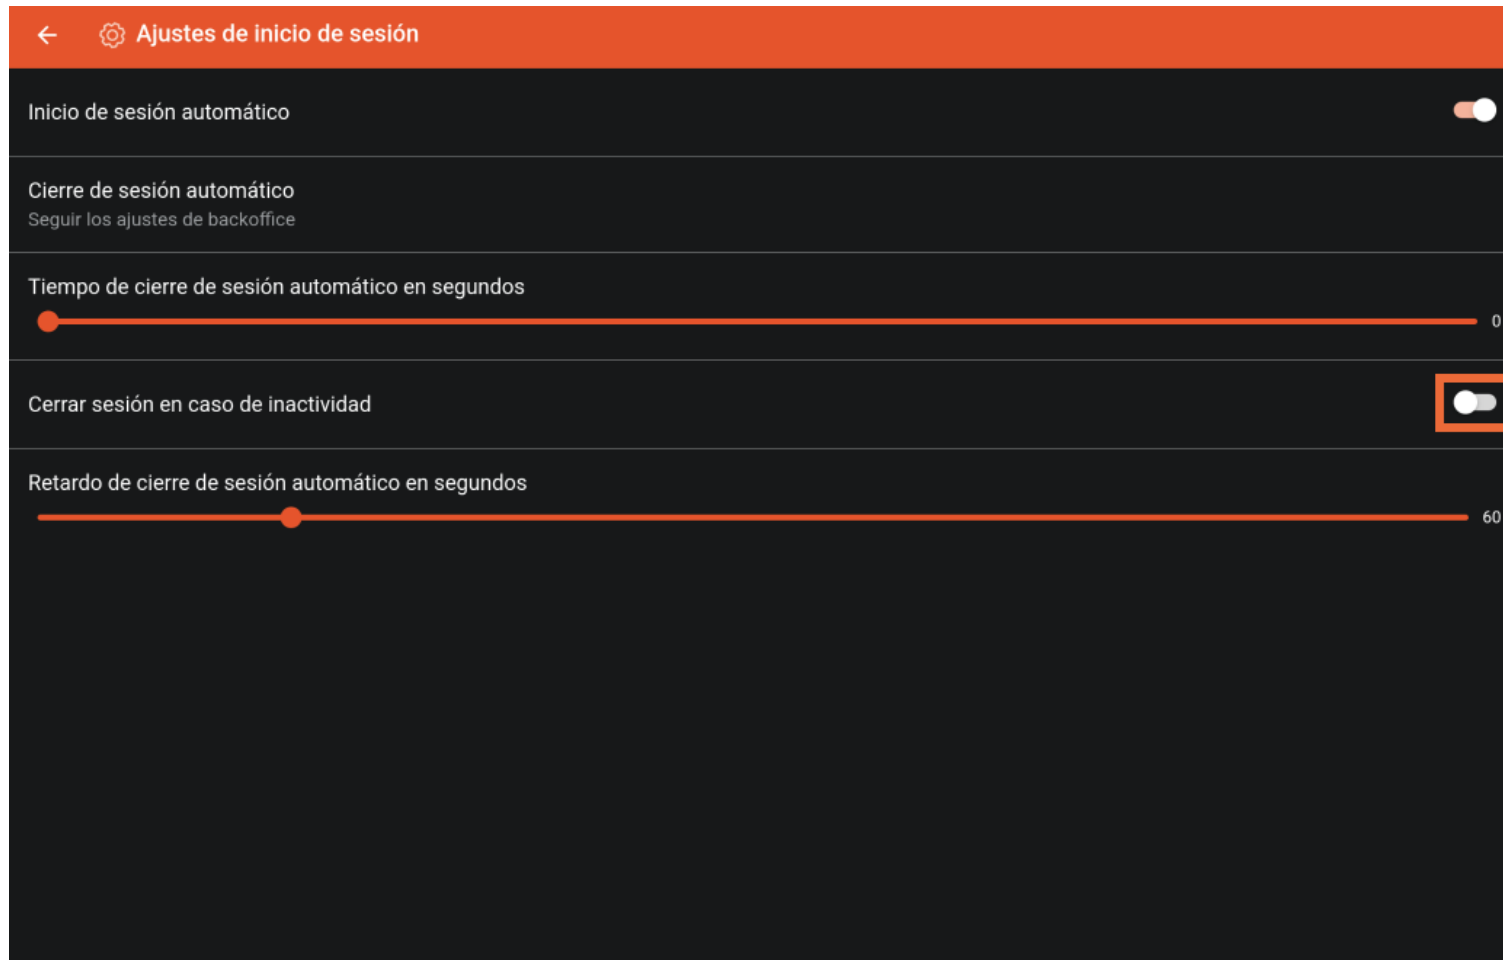 Ajustes de inicio de sesión
Inicio de sesión automático
Cierre de sesión automático
Seguir los ajustes de backoffice
Tiempo de cierre de sesión automático en segundos
0
Cerrar sesión en caso de inactividad
Retardo de cierre de sesión automático en segundos
60